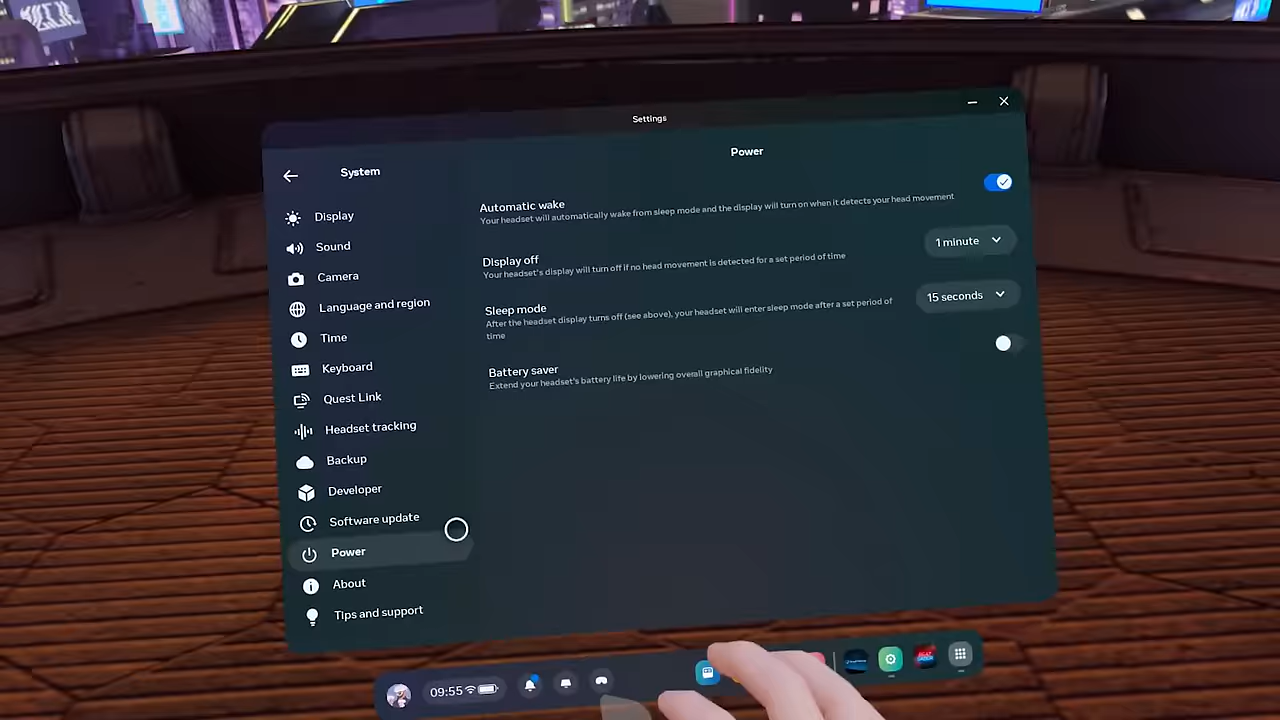 Settings
System
Display
Sound
Camera
Language and region
Time
Keyboard
Quest Link
Headset tracking
Backup
Developer
Software update
Power
About
Tips and support
Power
Automatic wake
Your headset will automatically wake from sleep mode and the display will turn on when it detects your head movement
Display off
Your headset's display will turn off if no head movement is detected for a set period of time
1 minute
Sleep mode
After the headset display turns off (see above), your headset will enter sleep mode after a set period of
time
15 seconds
Battery saver
Extend your headset's battery life by lowering overall graphical fidelity
09:55